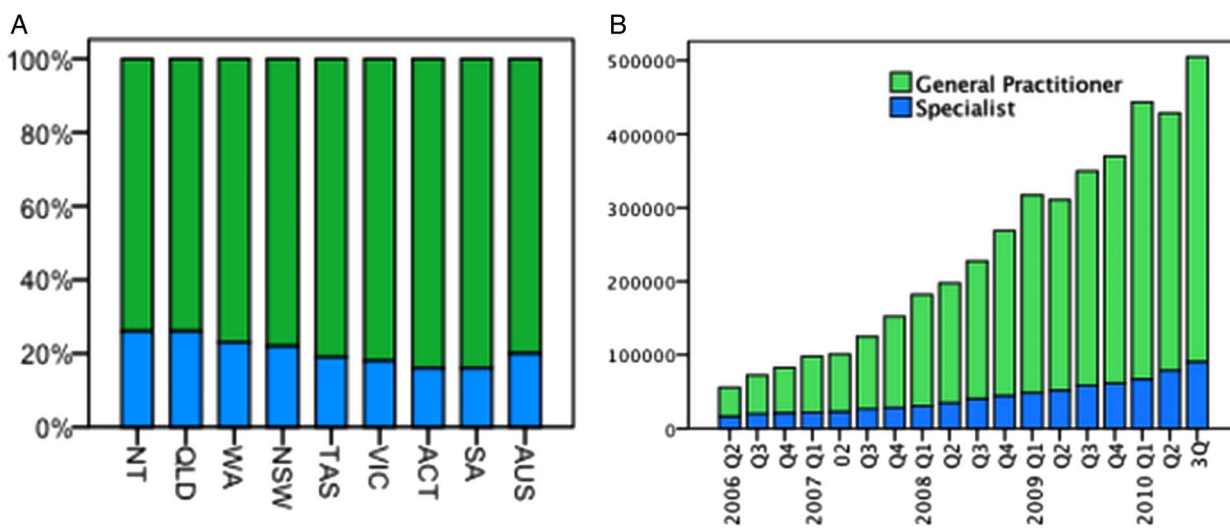 A
100%
80%
60%
40%
20%
0%
NT
QLD
WA
NSW
TAS
VIC
ACT
SA
AUS
B
500000
400000
300000
200000
100000
0
General Practitioner
Specialist
2006 Q2
Q3
Q4
2007 Q1
02
Q3
Q4
2008 Q1
Q2
Q3
Q4
2009 Q1
Q2
Q3
Q4
2010 Q1
Q2
3Q